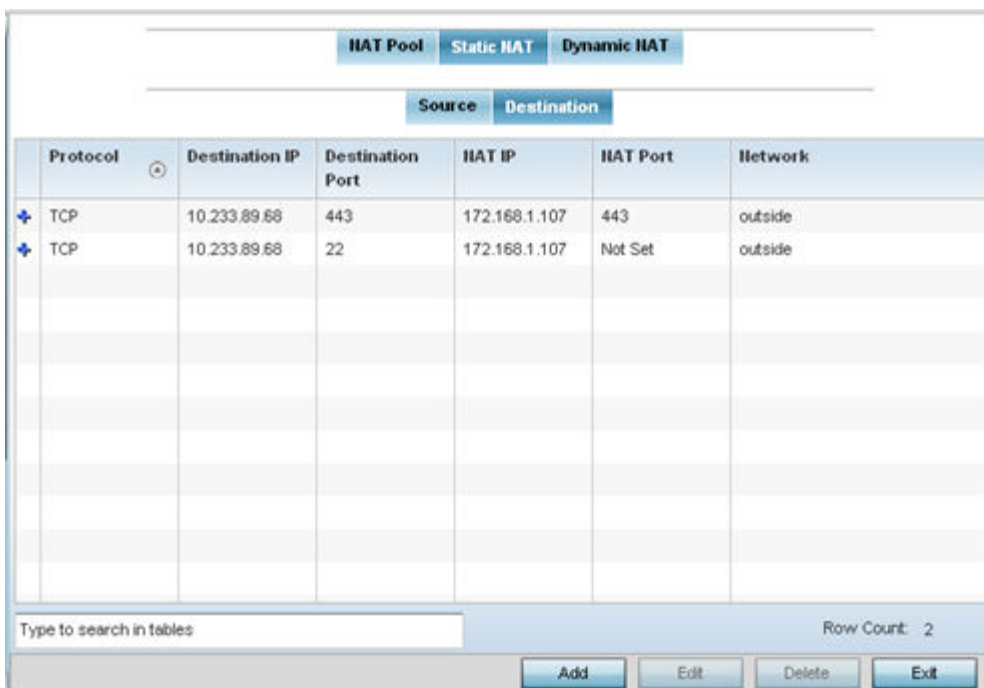 NAT Pool Static NAT Dynamic NAT
Source Destination
Protocol Destination IP Destination Port NAT IP NAT Port Network
TCP 10.233.89.68 443 172.168.1.107 443 outside
TCP 10.233.89.68 22 172.168.1.107 Not Set outside
Type to search in tables Row Count: 2
Add Edit Delete Exit